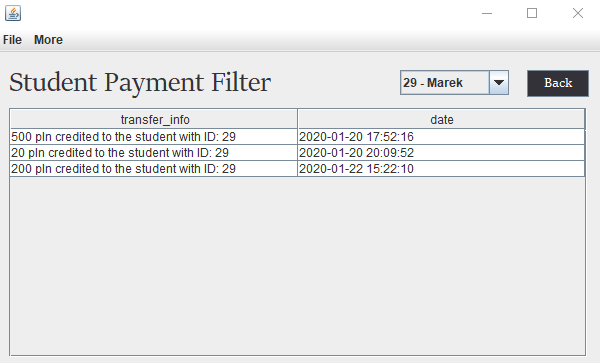 File More
Student Payment Filter 29 - Marek Back
transfer_info date
500 pln credited to the student with ID: 29 2020-01-20 17:52:16
20 pln credited to the student with ID: 29 2020-01-20 20:09:52
200 pln credited to the student with ID: 29 2020-01-22 15:22:10